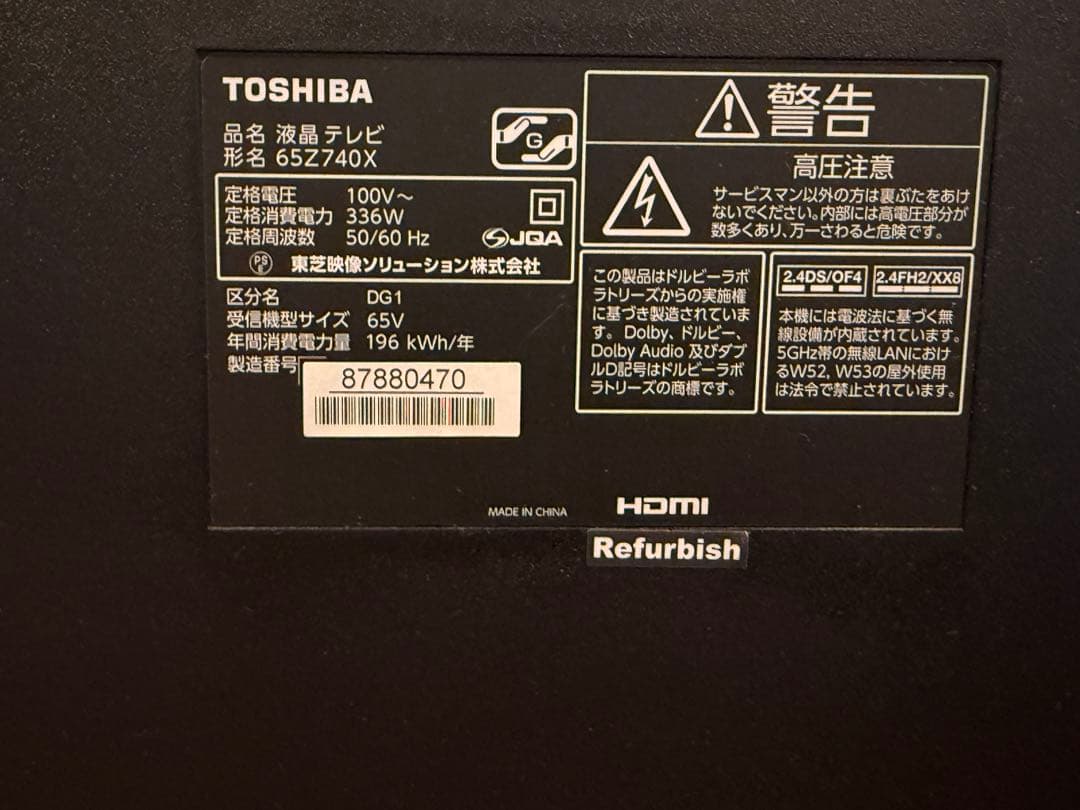 TOSHIBA
品名 液晶テレビ
形名 65Z740X
G
定格電圧 100V～
定格消費電力 336W
定格周波数 50/60 Hz
JQA
PS
E
東芝映像ソリューション株式会社
区分名 DG1
受信機型サイズ 65V
年間消費電力量 196 kWh/年
製造番号
87880470
警告
高圧注意
サービスマン以外の方は裏ぶたをあけ
ないでください。内部には高電圧部分が
数多くあり、万一さわると危険です。
この製品はドルビーラボ
ラトリーズからの実施権
に基づき製造されていま
す。Dolby、ドルビー、
Dolby Audio 及びダブ
ルD記号はドルビーラボ
ラトリーズの商標です。
2.4DS/OF4 2.4FH2/XX8
本機には電波法に基づく無
線設備が内蔵されています。
5GHz帯の無線LANにおけ
るW52, W53の屋外使用
は法令で禁止されています。
MADE IN CHINA
HDMI
Refurbish